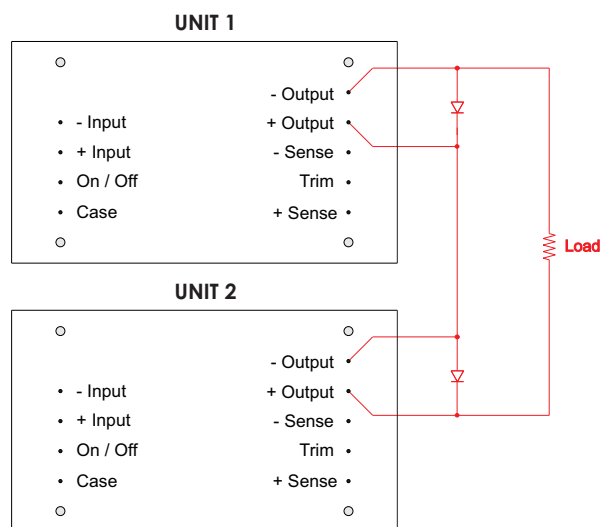 UNIT 1
- Output
- Input
+ Output
+ Input
- Sense
On / Off
Trim
Case
+ Sense
Load
UNIT 2
- Output
- Input
+ Output
+ Input
- Sense
On / Off
Trim
Case
+ Sense